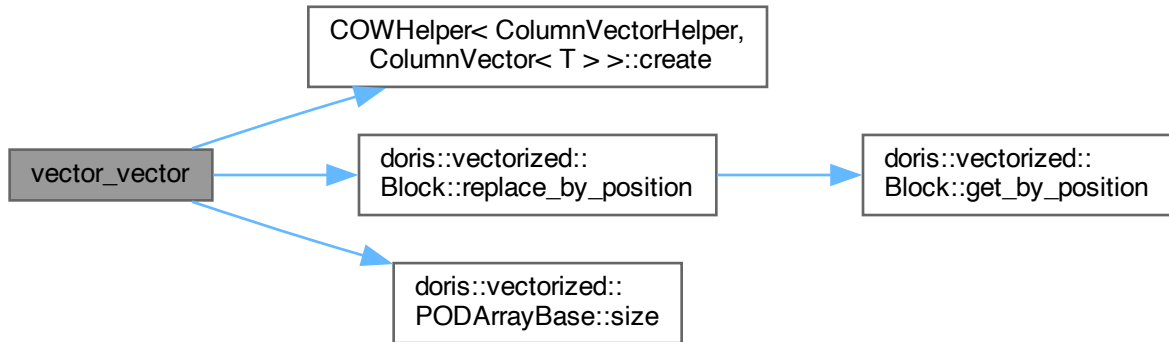 COWHelper< ColumnVectorHelper,
ColumnVector< T > >::create
vector_vector
doris::vectorized::
Block::replace_by_position
doris::vectorized::
Block::get_by_position
doris::vectorized::
PODArrayBase::size